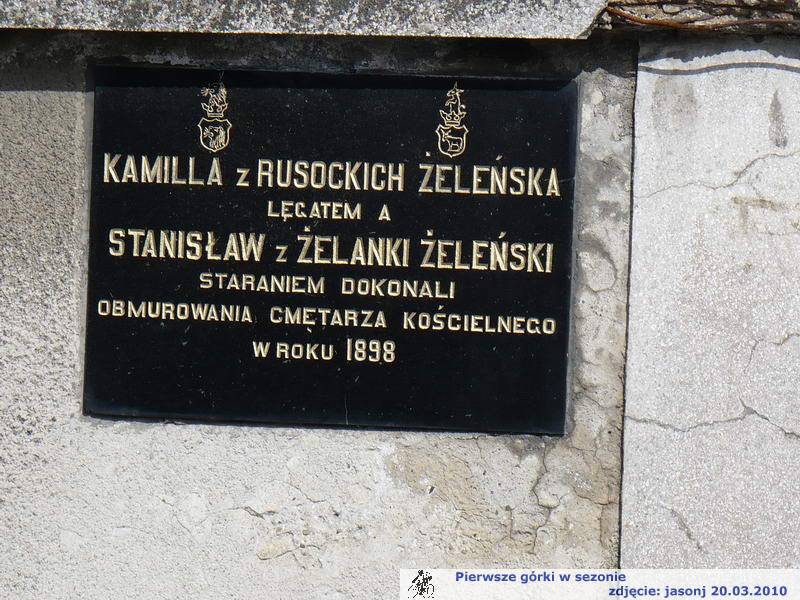 KAMILLA z RUSOCKICH ŻELEŃSKA
LĘGATEM A
STANISŁAW z ŻELANKI ŻELEŃSKI
STARANIEM DOKONALI
OBMUROWANIA CMĘTARZA KOŚCIELNEGO
W ROKU 1898
Pierwsze górki w sezonie
zdjęcie: jasonj 20.03.2010